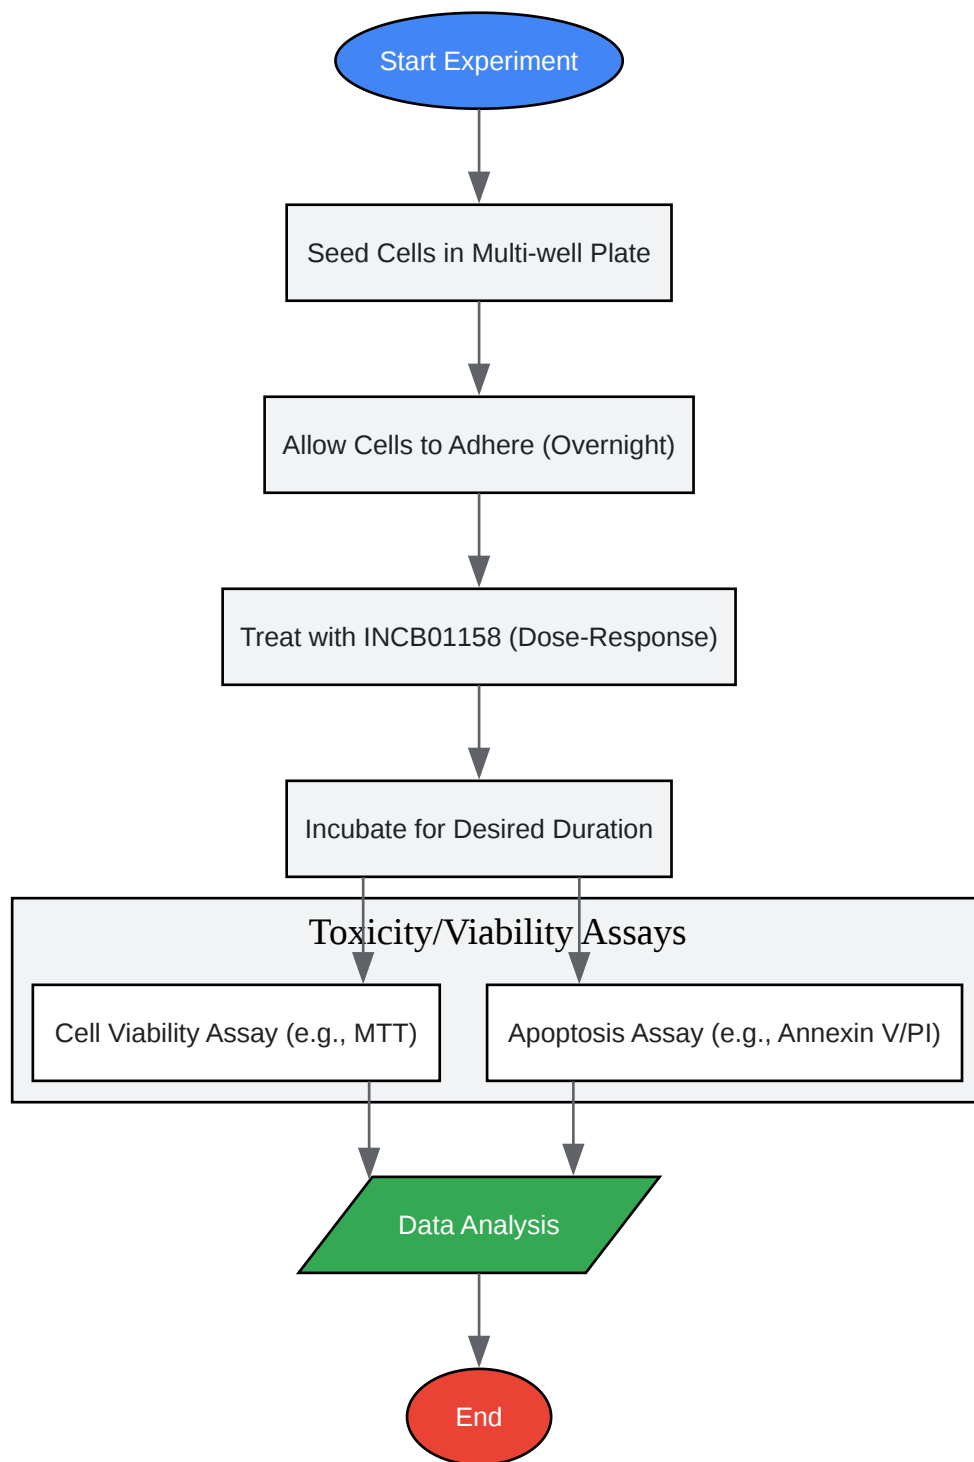 Start Experiment
Seed Cells in Multi-well Plate
Allow Cells to Adhere (Overnight)
Treat with INCB01158 (Dose-Response)
Incubate for Desired Duration
Toxicity/Viability Assays
Cell Viability Assay (e.g., MTT)
Apoptosis Assay (e.g., Annexin V/PI)
Data Analysis
End